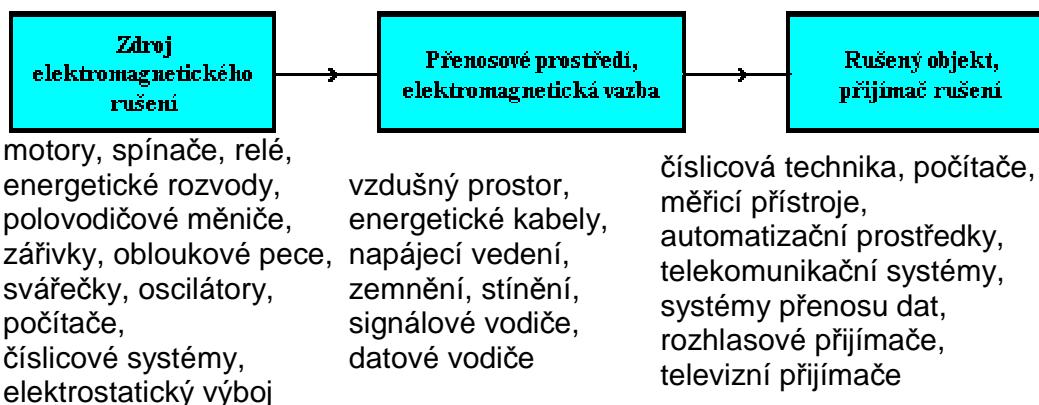 Zdroj
elektromagnetického
rušení
Přenosové prostředí,
elektromagnetická vazba
Rušený objekt,
přijímač rušení
motory, spínače, relé,
energetické rozvody,
polovodičové měniče,
zářivky, obloukové pece,
svářečky, oscilátory,
počítače,
číslicové systémy,
elektrostatický výboj
vzdušný prostor,
energetické kabely,
napájecí vedení,
zemnění, stínění,
signálové vodiče,
datové vodiče
číslicová technika, počítače,
měřicí přístroje,
automatizační prostředky,
telekomunikační systémy,
systémy přenosu dat,
rozhlasové přijímače,
televizní přijímače